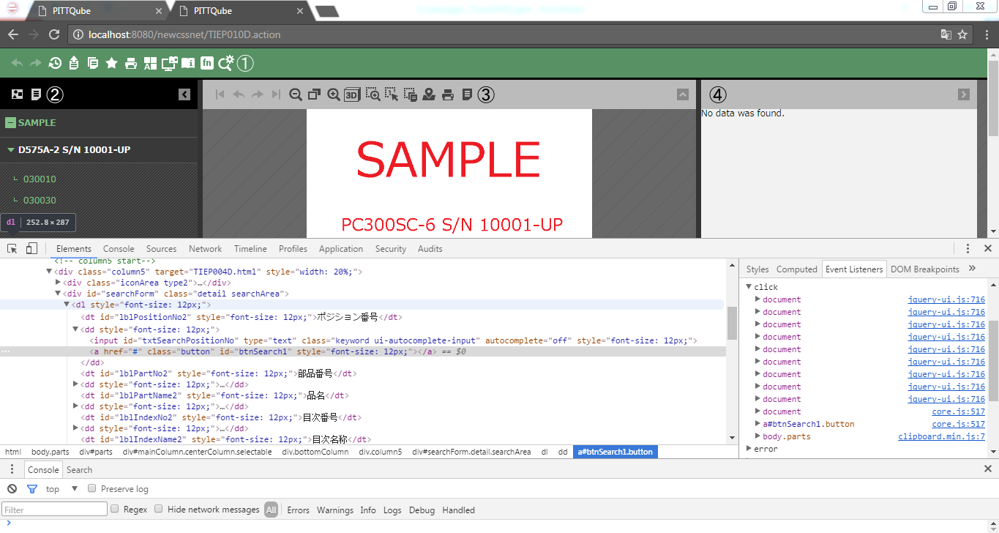 PITTQube
PITTQube
localhost:8080/newcssnet/TIEP010D.action
fn
①
②
3D
③
④
SAMPLE
D575A-2 S/N 10001-UP
030010
030030
dl 252.8 × 287
SAMPLE
PC300SC-6 S/N 10001-UP
No data was found.
Elements Console Sources Network Timeline Profiles Application Security Audits
<!-- column5 start-->
<div class="column5" target="TIEP004D.html" style="width: 20%;">
<div class="iconArea type2">…</div>
<div id="searchForm" class="detail searchArea">
<dl style="font-size: 12px;">
<dt id="lblPositionNo2" style="font-size: 12px;">ポジション番号</dt>
<dd style="font-size: 12px;">
<input id="txtSearchPositionNo" type="text" class="keyword ui-autocomplete-input" autocomplete="off" style="font-size: 12px;">
<a href="#" class="button" id="btnSearch1" style="font-size: 12px;"></a> == $0
</dd>
<dt id="lblPartNo2" style="font-size: 12px;">部品番号</dt>
<dd style="font-size: 12px;">…</dd>
<dt id="lblPartName2" style="font-size: 12px;">品名</dt>
<dd style="font-size: 12px;">…</dd>
<dt id="lblIndexNo2" style="font-size: 12px;">目次番号</dt>
<dd style="font-size: 12px;">…</dd>
<dt id="lblIndexName2" style="font-size: 12px;">目次名称</dt>
html body.parts div#parts div#mainColumn.centerColumn.selectable div.bottomColumn div.column5 div#searchForm.detail.searchArea dl dd a#btnSearch1.button
Styles Computed Event Listeners DOM Breakpoints »
click
document jquery-ui.js:716
document jquery-ui.js:716
document jquery-ui.js:716
document jquery-ui.js:716
document jquery-ui.js:716
document jquery-ui.js:716
document jquery-ui.js:716
document jquery-ui.js:716
document jquery-ui.js:716
document core.js:517
a#btnSearch1.button core.js:517
body.parts clipboard.min.js:7
error
Console Search
top Preserve log
Filter Regex Hide network messages All Errors Warnings Info Logs Debug Handled
>